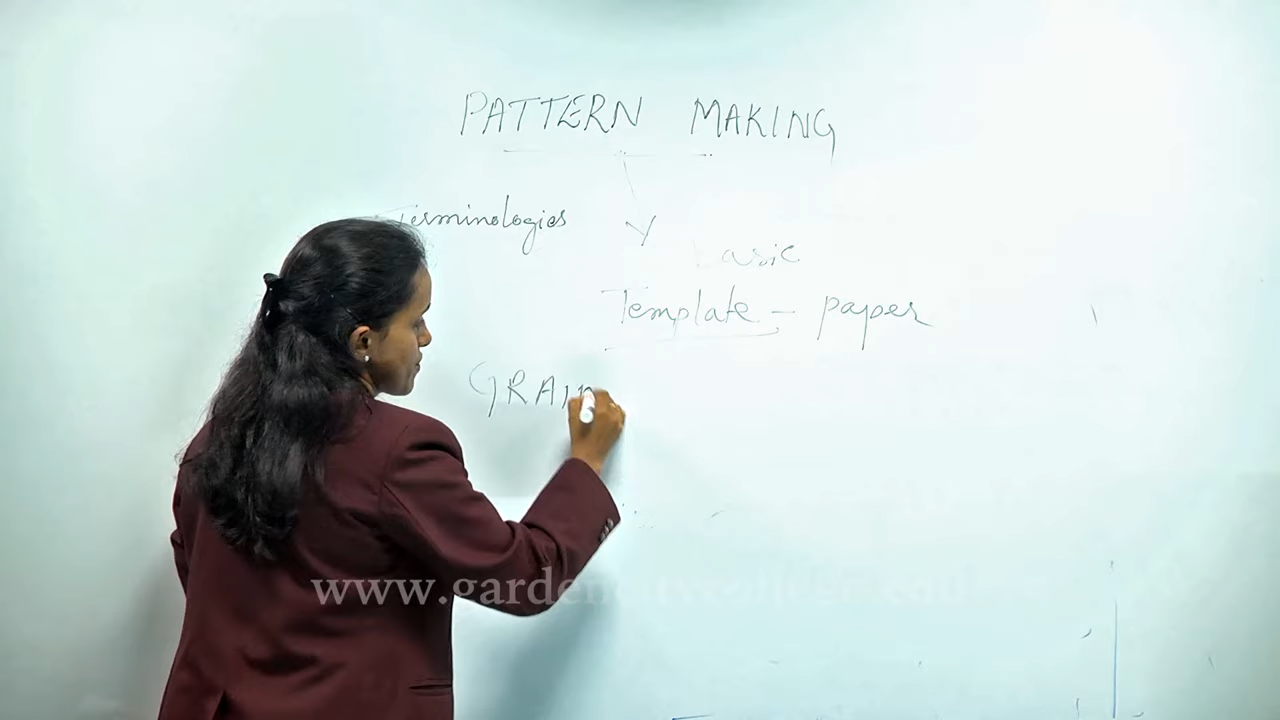 PATTERN MAKING
Terminologies
basic
Template - paper
GRAIN